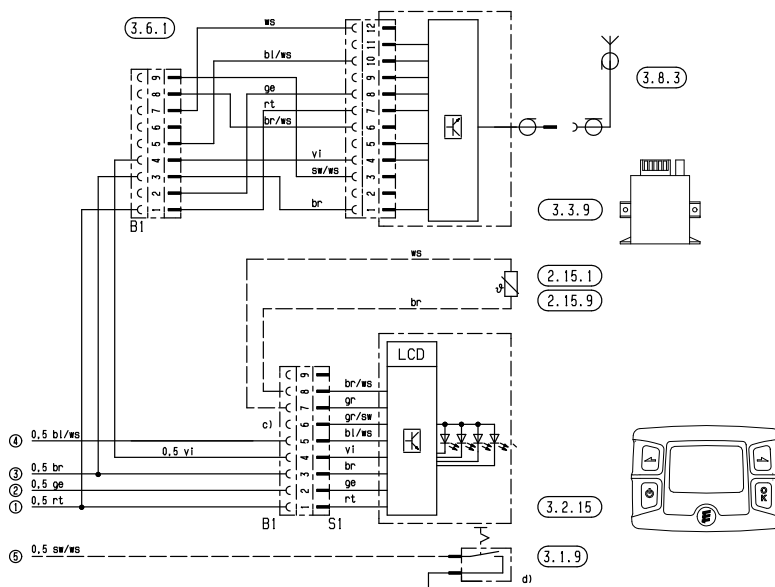 3.6.1
ws
12
11
bl/ws
10
9
ge
8
rt
7
br/ws
6
5
vi
4
sw/ws
3
2
br
1
9
8
7
6
5
4
3
2
1
B1
3.8.3
3.3.9
ws
2.15.1
br
2.15.9
LCD
9
br/ws
8
gr
7
c)
gr/sw
6
④ 0,5 bl/ws
bl/ws
5
0,5 vi
vi
4
③ 0,5 br
br
3
② 0,5 ge
ge
2
① 0,5 rt
rt
1
B1
S1
3.2.15
OK
⑤ 0,5 sw/ws
3.1.9
d)